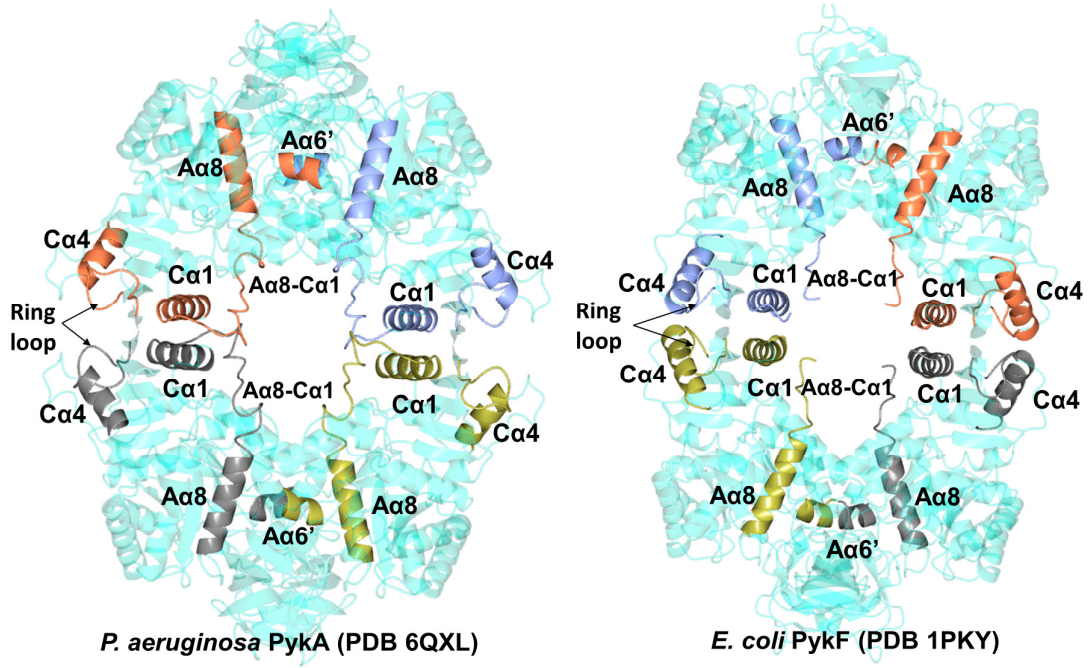 Aα8
Aα6’
Aα8
Cα4
Ring
loop
Cα1
Aα8-Cα1
Cα1
Cα4
Cα4
Cα1
Aα8-Cα1
Cα1
Cα4
Aα8
Aα6’
Aα8
P. aeruginosa PykA (PDB 6QXL)
Aα6’
Aα8
Aα8
Cα4
Ring
loop
Cα1
Aα8-Cα1
Cα1
Cα4
Cα4
Cα1
Aα8-Cα1
Cα1
Cα4
Aα8
Aα6’
Aα8
E. coli PykF (PDB 1PKY)